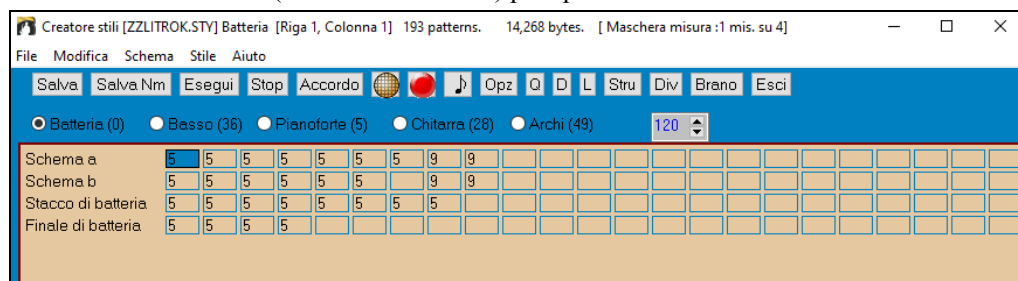 Creatore stili [ZZLITROK.STY] Batteria [Riga 1, Colonna 1] 193 patterns. 14,268 bytes. [ Maschera misura :1 mis. su 4]
File Modifica Schema Stile Aiuto
Salva Salva Nm Esegui Stop Accordo Opz Q D L Stru Div Brano Esci
Batteria (0) Basso (36) Pianoforte (5) Chitarra (28) Archi (49) 120
Schema a 5 5 5 5 5 5 5 9 9
Schema b 5 5 5 5 5 5 9 9
Stacco di batteria 5 5 5 5 5 5 5 5
Finale di batteria 5 5 5 5